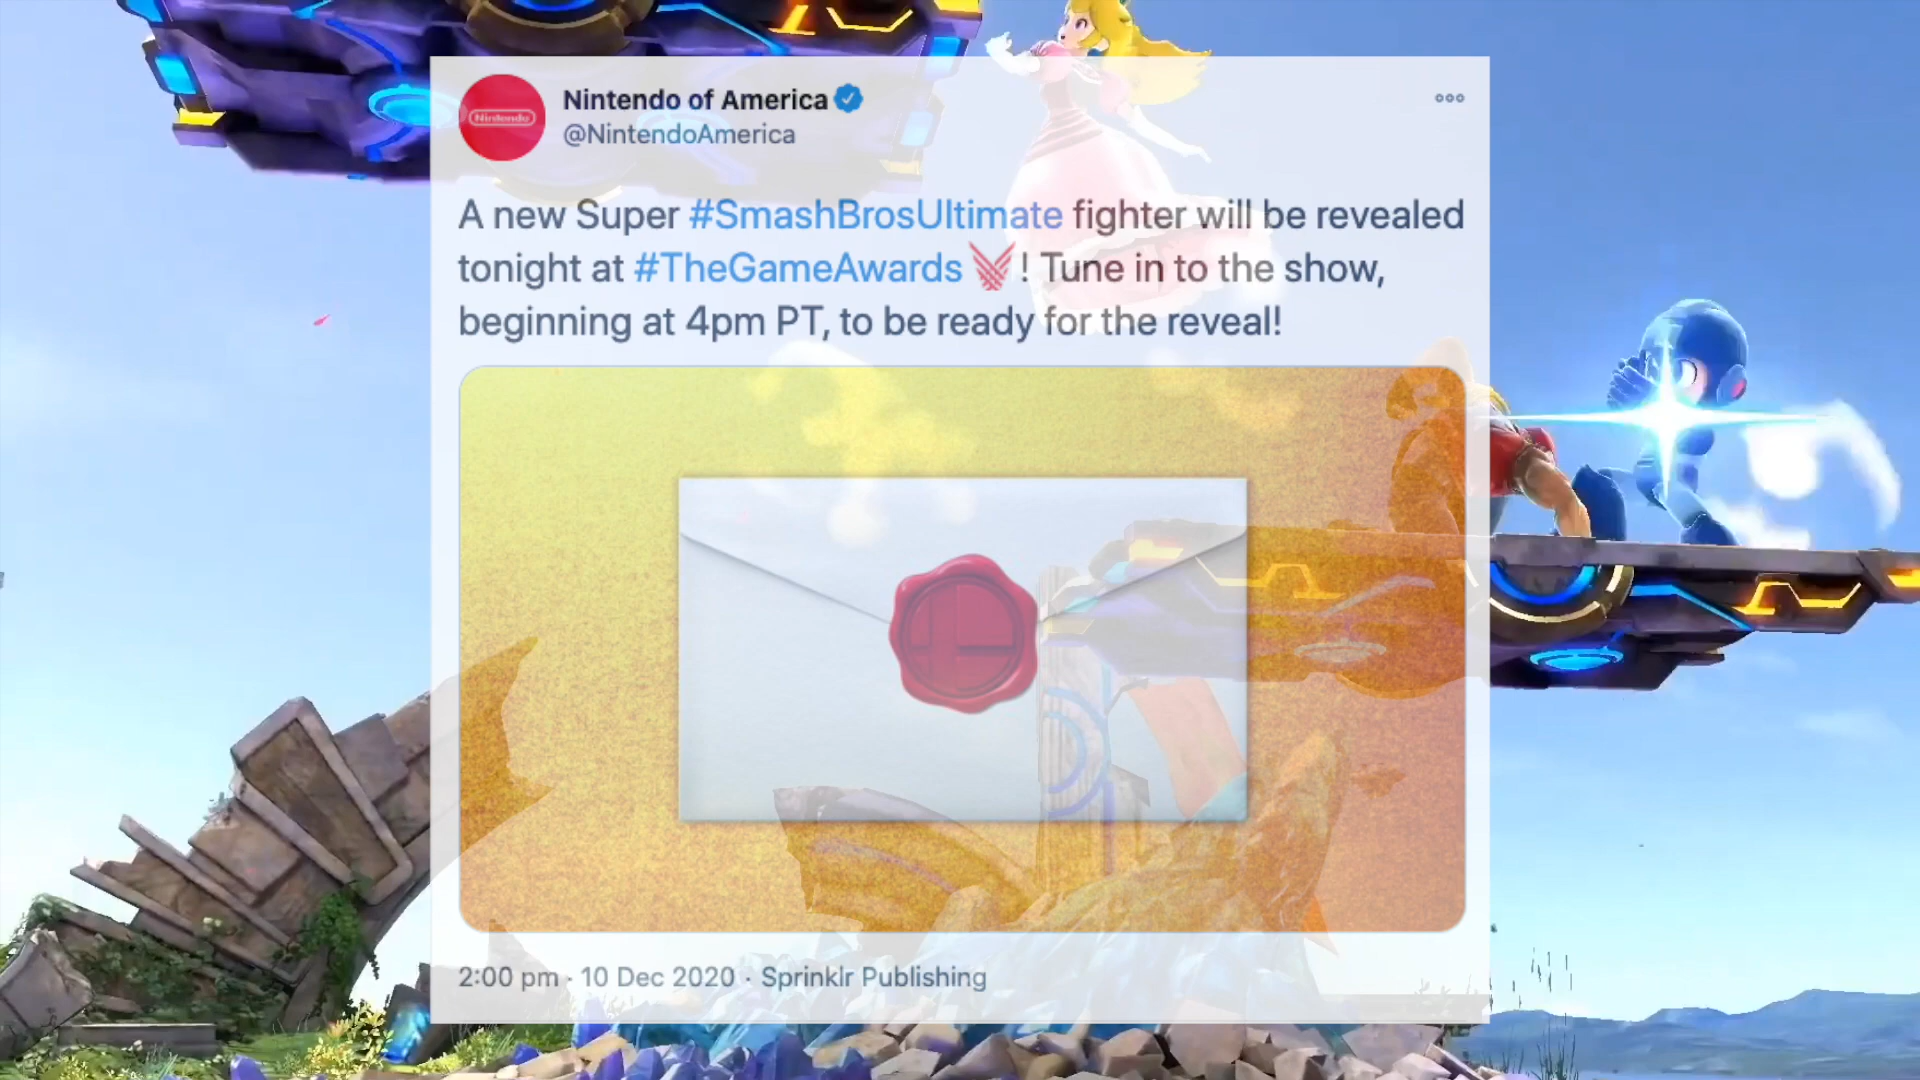 Nintendo of America
@NintendoAmerica
Nintendo
A new Super #SmashBrosUltimate fighter will be revealed
tonight at #TheGameAwards ! Tune in to the show,
beginning at 4pm PT, to be ready for the reveal!
2:00 pm · 10 Dec 2020 · Sprinklr Publishing